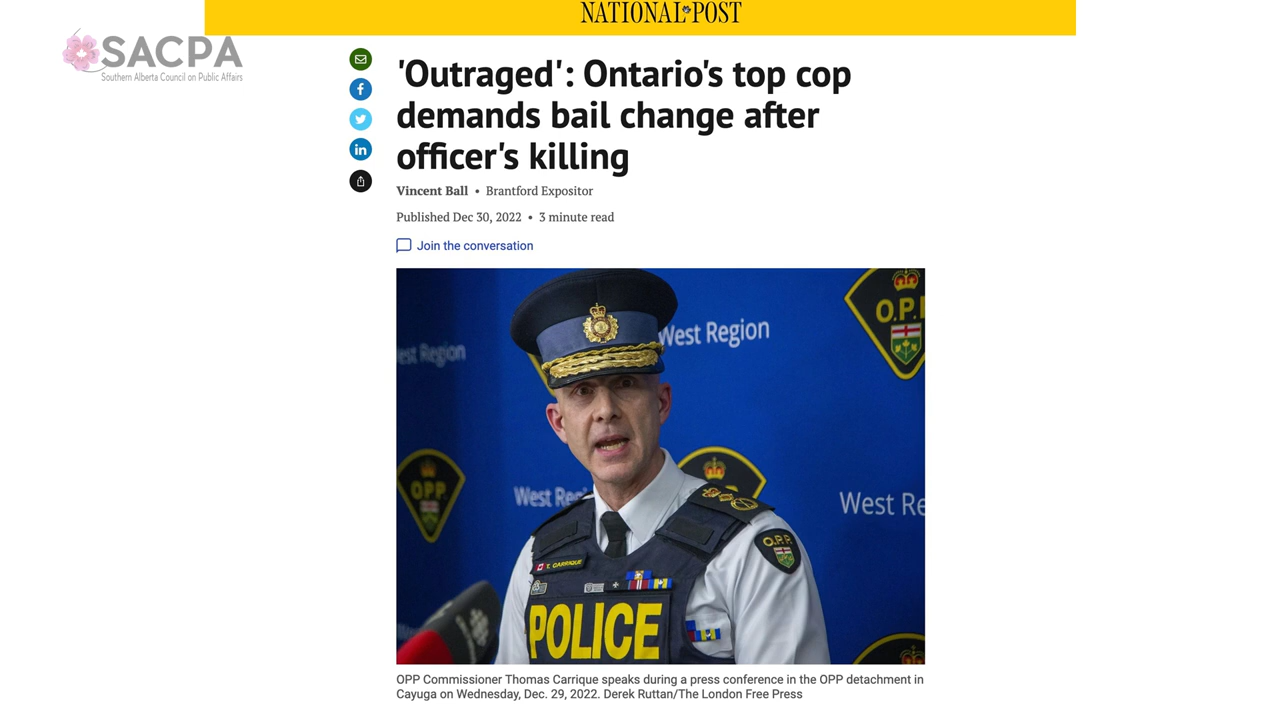 NATIONAL POST
SACPA
Southern Alberta Council on Public Affairs
'Outraged': Ontario's top cop
demands bail change after
officer's killing
Vincent Ball • Brantford Expositor
Published Dec 30, 2022 • 3 minute read
Join the conversation
West Region
est Region
O.P.
OPP
West Regi
West Re
O.P.P.
T. CARRIQUE
POLICE
OPP Commissioner Thomas Carrique speaks during a press conference in the OPP detachment in
Cayuga on Wednesday, Dec. 29, 2022. Derek Ruttan/The London Free Press